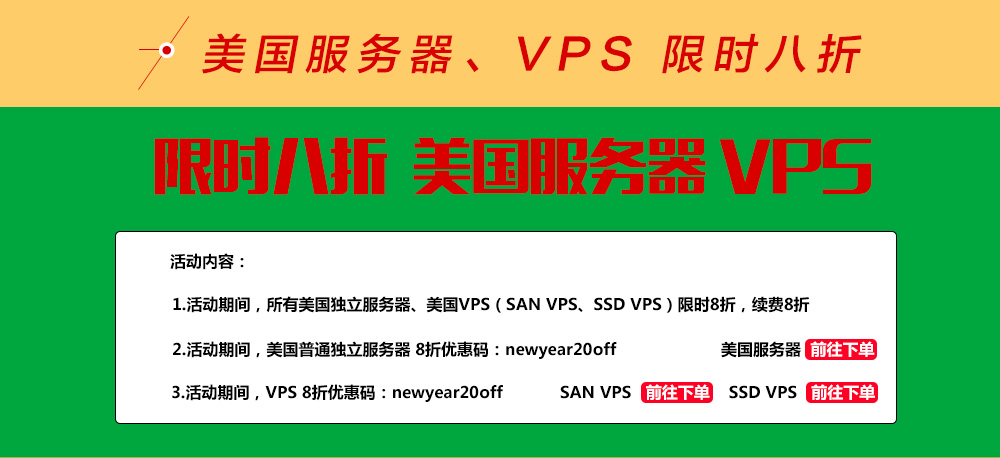 美国服务器、VPS 限时八折
限时八折 美国服务器 VPS
活动内容：
1.活动期间，所有美国独立服务器、美国VPS（SAN VPS、SSD VPS）限时8折，续费8折
2.活动期间，美国普通独立服务器 8折优惠码：newyear20off 美国服务器 前往下单
3.活动期间，VPS 8折优惠码：newyear20off SAN VPS 前往下单 SSD VPS 前往下单